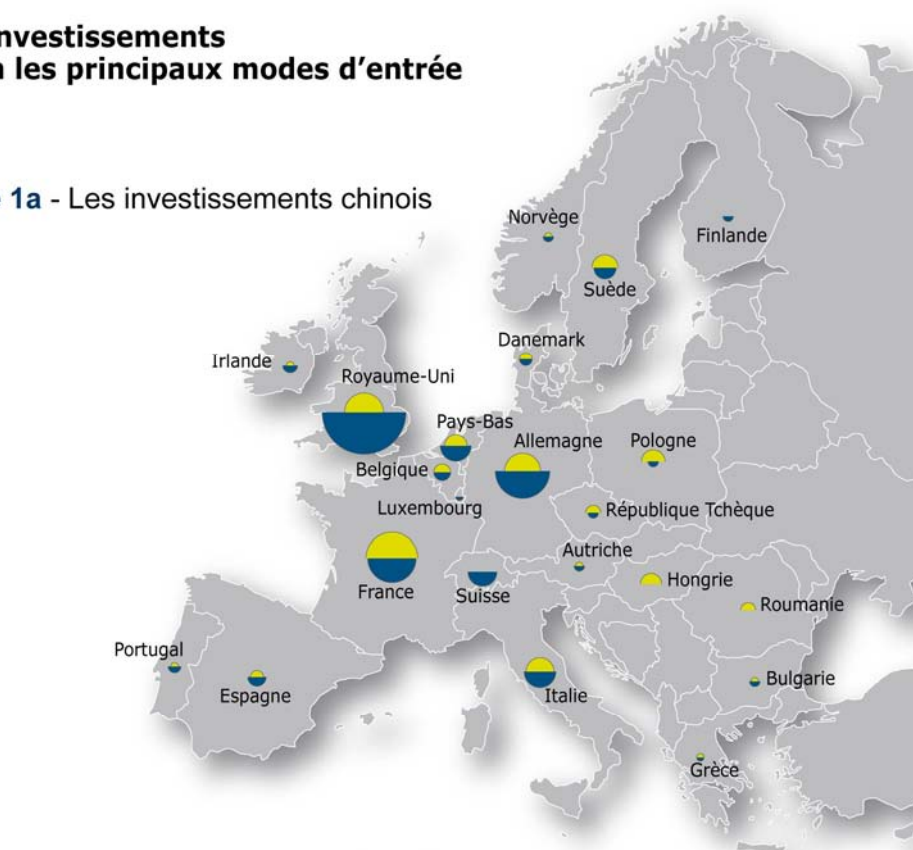 nvestissements
les principaux modes d'entrée
1a - Les investissements chinois
Norvège
Finlande
Suède
Danemark
Irlande
Royaume-Uni
Pays-Bas
Allemagne
Pologne
Belgique
Luxembourg
République Tchèque
Autriche
France
Suisse
Hongrie
Roumanie
Portugal
Espagne
Italie
Bulgarie
Grèce